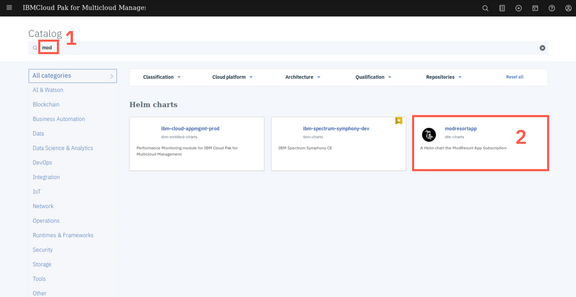 IBMCloud Pak for Multicloud Manage
Catalog
1
mod
All categories
AI & Watson
Blockchain
Business Automation
Data
Data Science & Analytics
DevOps
Integration
IoT
Network
Operations
Runtimes & Frameworks
Security
Storage
Tools
Other
Classification
Cloud platform
Architecture
Qualification
Repositories
Reset all
Helm charts
ibm-cloud-appmgmt-prod
ibm-entitled-charts
Performance Monitoring module for IBM Cloud Pak for
Multicloud Management
ibm-spectrum-symphony-dev
ibm-charts
IBM Spectrum Symphony CE
modresortapp
dte-charts
A Helm chart the ModResort App Subscription
2